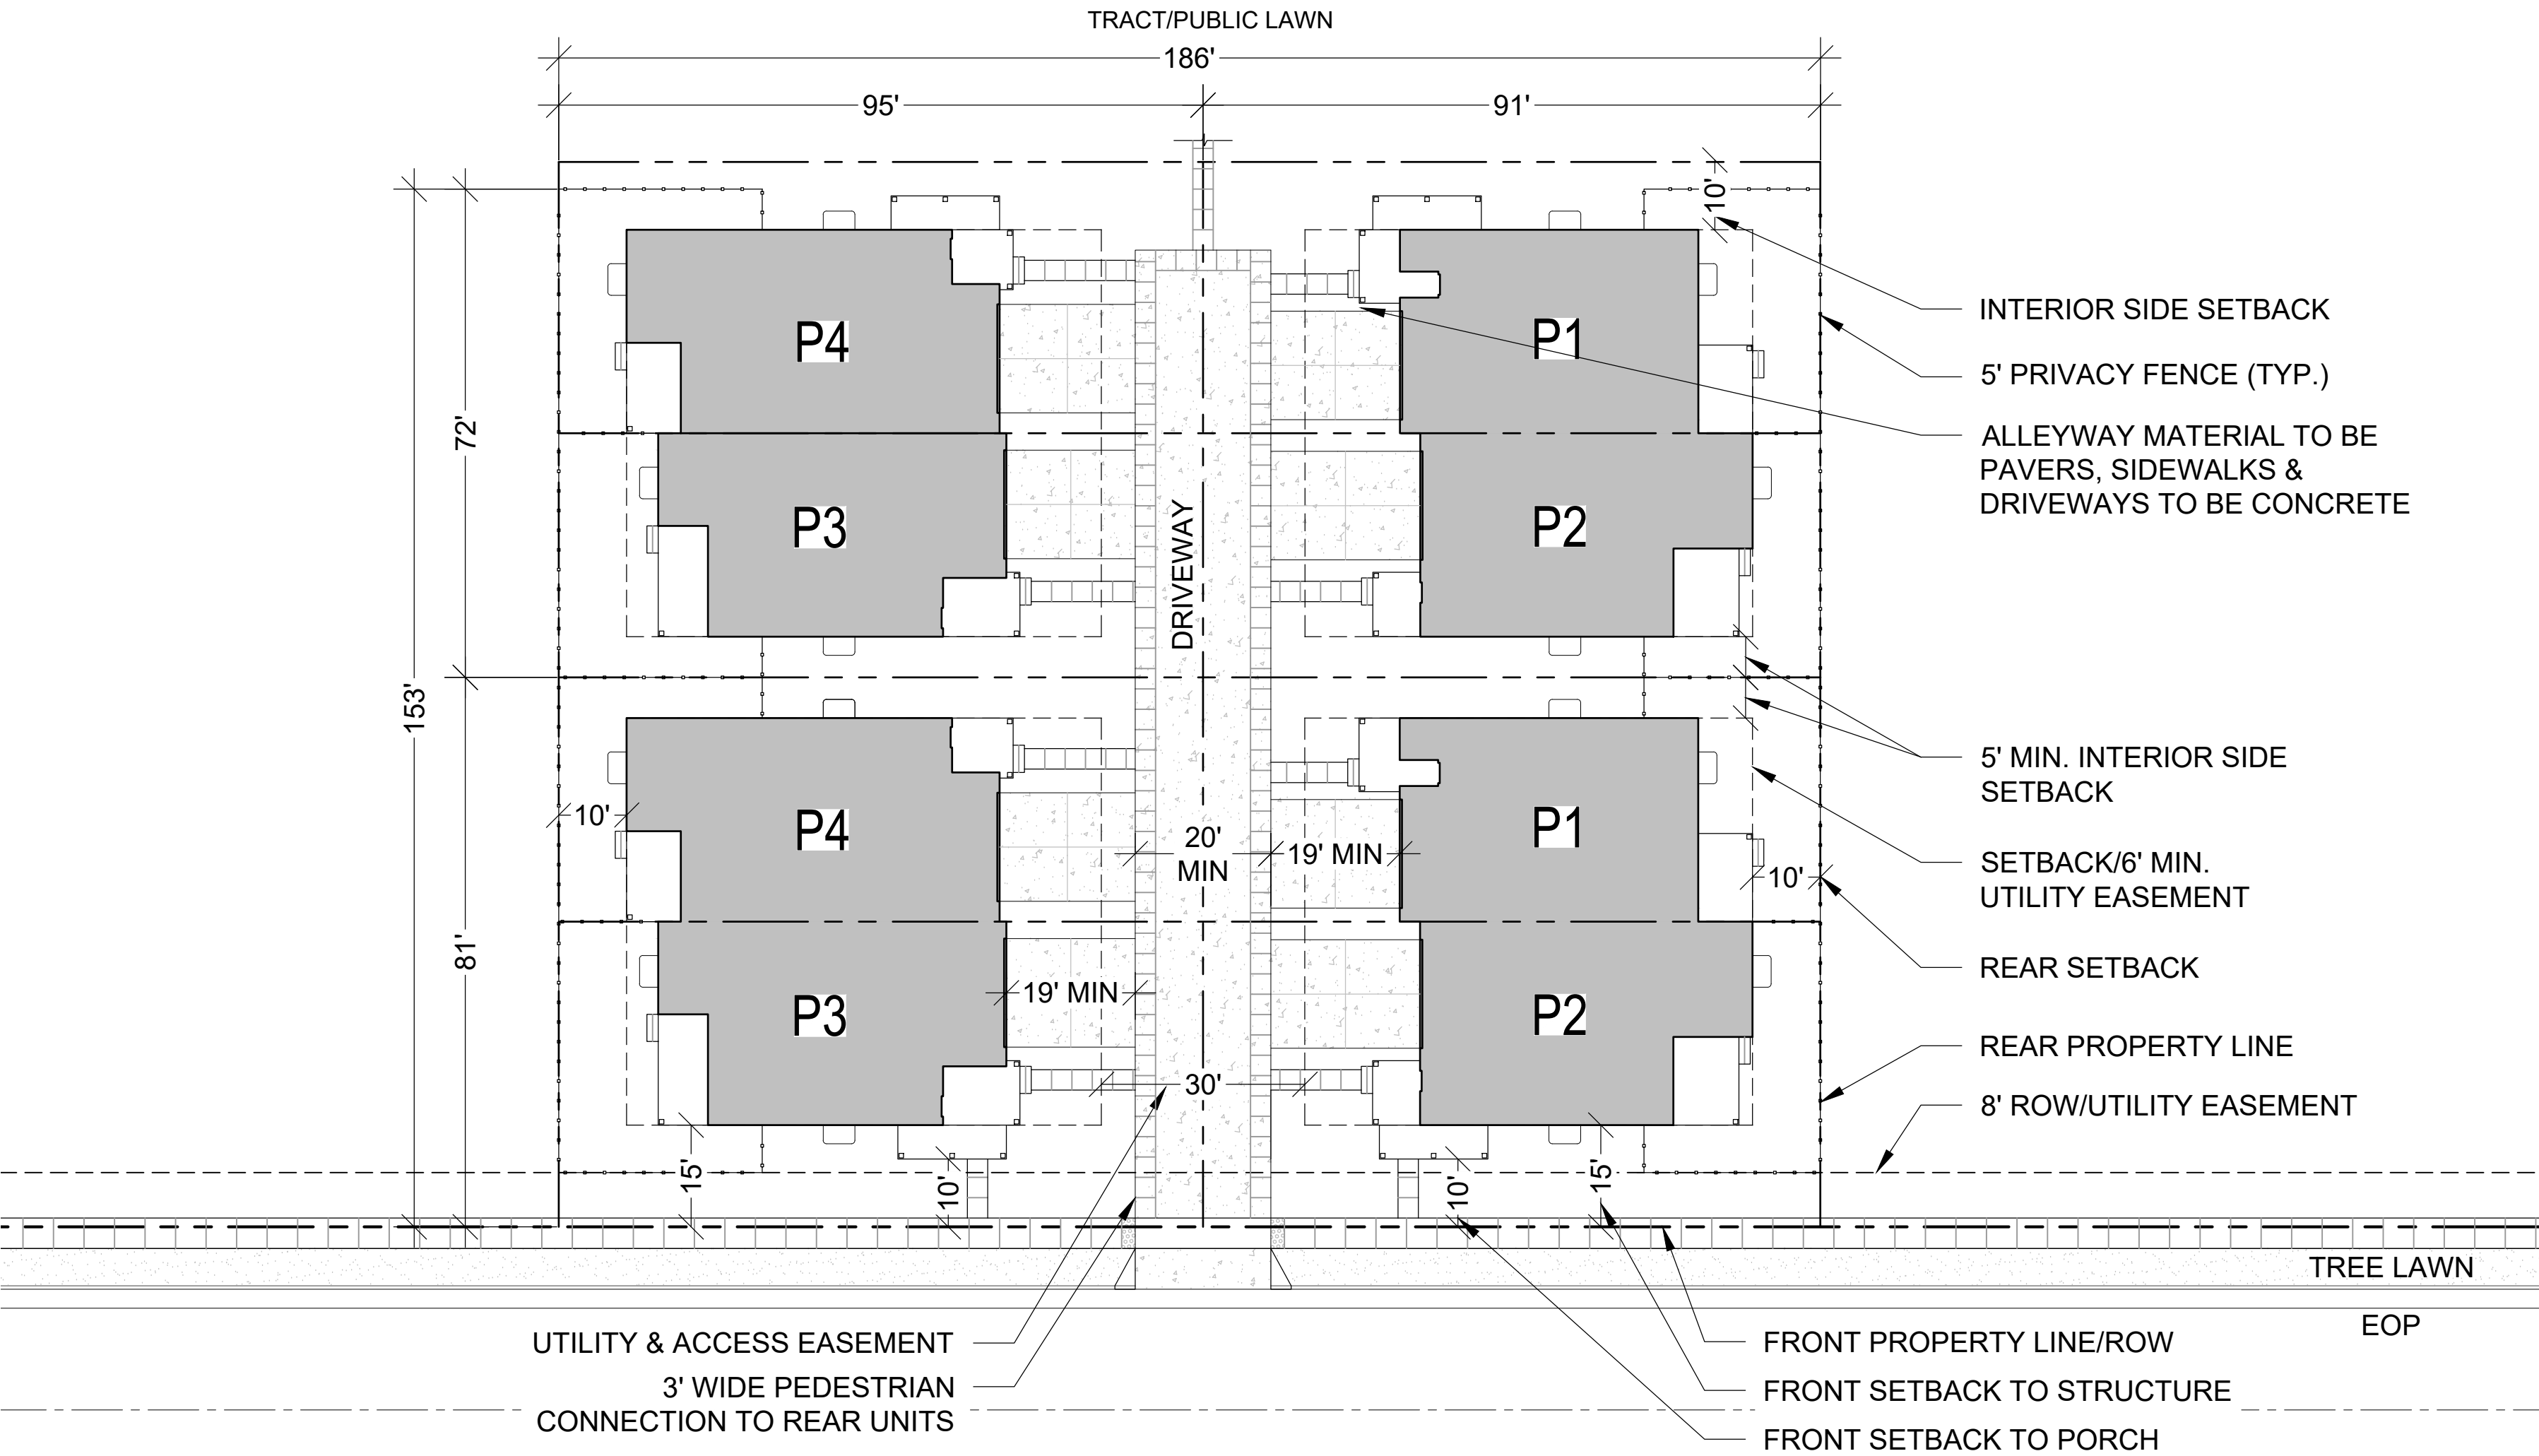 TRACT/PUBLIC LAWN
186'
95'
91'
10'
INTERIOR SIDE SETBACK
5' PRIVACY FENCE (TYP.)
P4
P1
72'
ALLEYWAY MATERIAL TO BE
PAVERS, SIDEWALKS &
DRIVEWAYS TO BE CONCRETE
P3
P2
DRIVEWAY
153'
5' MIN. INTERIOR SIDE
SETBACK
10'
P4
20'
MIN
19' MIN
P1
10'
SETBACK/6' MIN.
UTILITY EASEMENT
81'
REAR SETBACK
P3
19' MIN
P2
REAR PROPERTY LINE
30'
8' ROW/UTILITY EASEMENT
15'
10'
10'
15'
TREE LAWN
EOP
UTILITY & ACCESS EASEMENT
3' WIDE PEDESTRIAN
CONNECTION TO REAR UNITS
FRONT PROPERTY LINE/ROW
FRONT SETBACK TO STRUCTURE
FRONT SETBACK TO PORCH